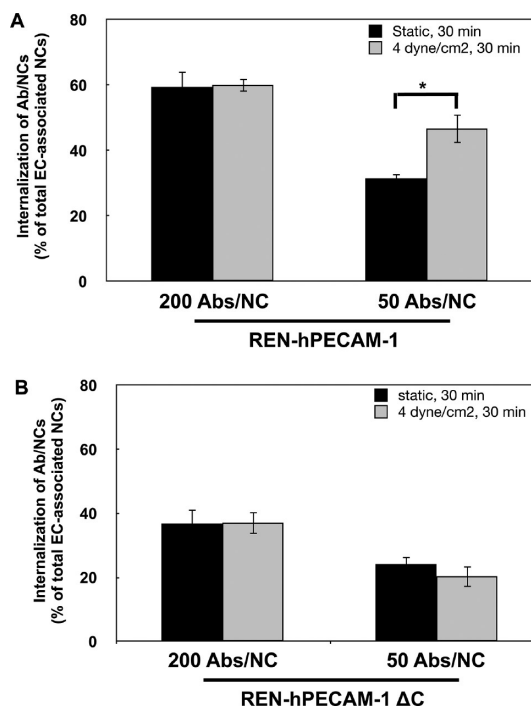 A
Internalization of Ab/NCs
(% of total EC-associated NCs)
80
60
40
20
0
Static, 30 min
4 dyne/cm2, 30 min
*
200 Abs/NC
50 Abs/NC
REN-hPECAM-1
B
Internalization of Ab/NCs
(% of total EC-associated NCs)
80
60
40
20
0
static, 30 min
4 dyne/cm2, 30 min
200 Abs/NC
50 Abs/NC
REN-hPECAM-1 ΔC